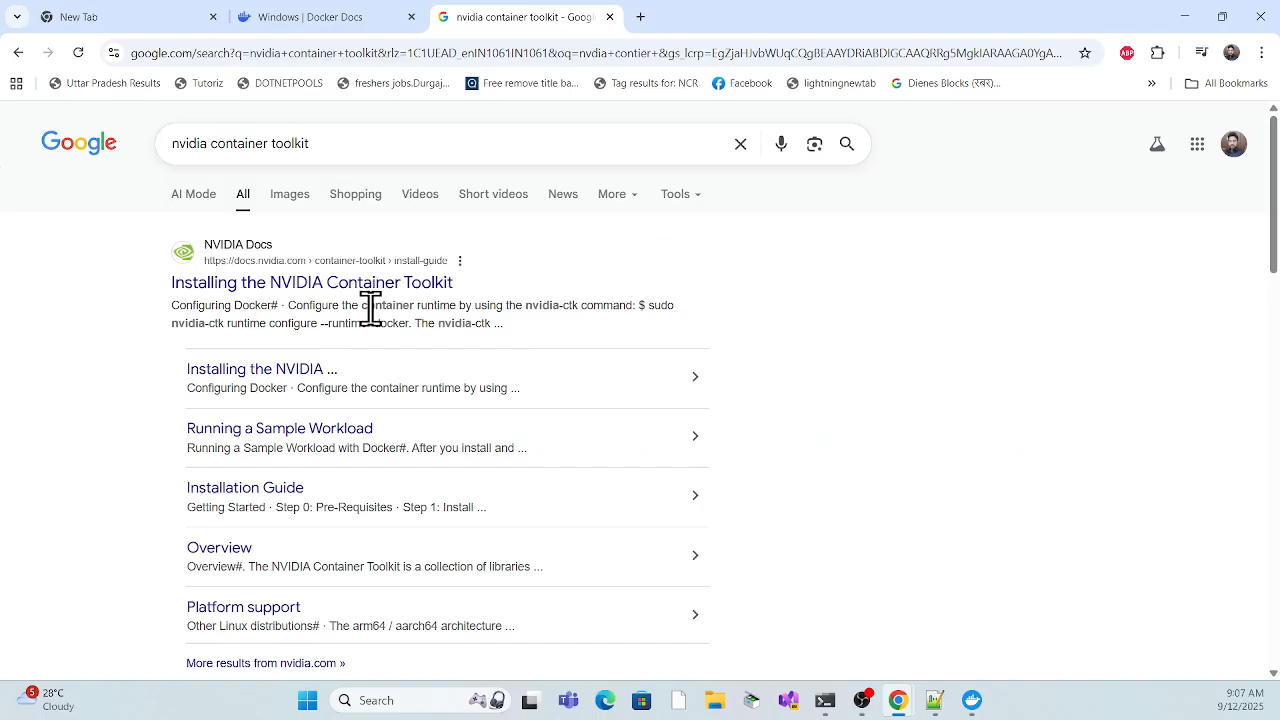 New Tab
Windows | Docker Docs
nvidia container toolkit - Googl
google.com/search?q=nvidia+container+toolkit&rlz=1C1UEAD_enIN1061IN1061&oq=nvdia+contier+&gs_lcrp=EgZjaHJvbWUqCQgBEAAYDRiABDIGCAAQRRg5MgkIARAAGA0YgA...
ABP
Uttar Pradesh Results
Tutoriz
DOTNETPOOLS
freshers jobs,Durgaj...
Free remove title ba...
Tag results for: NCR
Facebook
lightningnewtab
Dienes Blocks (स्वर)...
»
All Bookmarks
Google
nvidia container toolkit
AI Mode
All
Images
Shopping
Videos
Short videos
News
More
Tools
NVIDIA Docs
https://docs.nvidia.com › container-toolkit › install-guide
Installing the NVIDIA Container Toolkit
Configuring Docker# · Configure the container runtime by using the nvidia-ctk command: $ sudo
nvidia-ctk runtime configure --runtime docker. The nvidia-ctk ...
Installing the NVIDIA ...
Configuring Docker · Configure the container runtime by using ...
Running a Sample Workload
Running a Sample Workload with Docker#. After you install and ...
Installation Guide
Getting Started · Step 0: Pre-Requisites · Step 1: Install ...
Overview
Overview#. The NVIDIA Container Toolkit is a collection of libraries ...
Platform support
Other Linux distributions# · The arm64 / aarch64 architecture ...
More results from nvidia.com »
5
28°C
Cloudy
Search
9:07 AM
9/12/2025